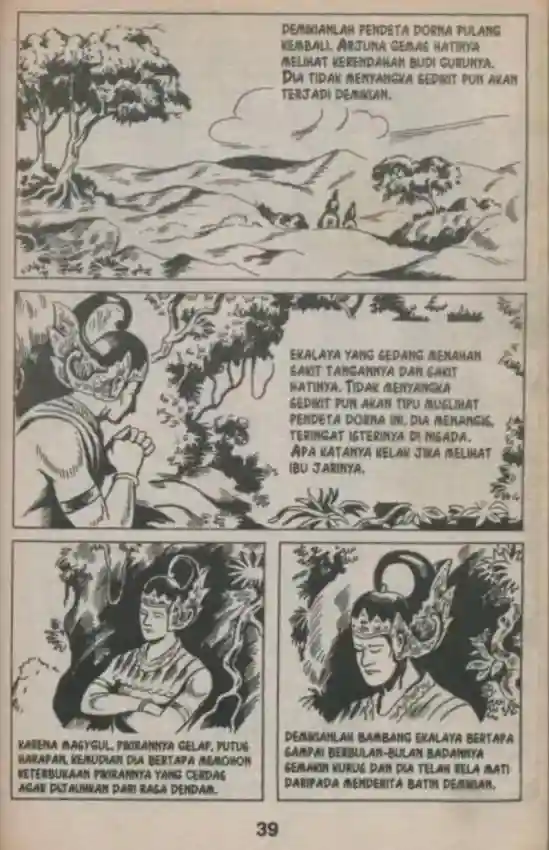 DEMIKIANLAH PENDETA DORNA PULANG
KEMBALI. ARJUNA GEMAS HATINYA
MELIHAT KERENDAHAN BUDI GURUNYA.
DIA TIDAK MENYANGKA SEDIKIT PUN AKAN
TERJADI DEMIKIAN.
EKALAYA YANG SEDANG MENAHAN
SAKIT TANGANNYA DAN SAKIT
HATINYA. TIDAK MENYANGKA
SEDIKIT PUN AKAN TIPU MUSLIHAT
PENDETA DORNA INI. DIA MENANGIS,
TERINGAT ISTERINYA DI NISADA.
APA KATANYA KELAK JIKA MELIHAT
IBU JARINYA.
KARENA MASYGUL, PIKIRANNYA GELAP, PUTUS
HARAPAN, KEMUDIAN DIA BERTAPA MEMOHON
KETERBUKAAN PIKIRANNYA YANG CERDAS
AGAR DIJAUHKAN DARI RASA DENDAM.
DEMIKIANLAH BAMBANG EKALAYA BERTAPA
SAMPAI BERBULAN-BULAN BADANNYA
SEMAKIN KURUS DAN DIA TELAH RELA MATI
DARIPADA MENDERITA BATIN DEMIKIAN.
39